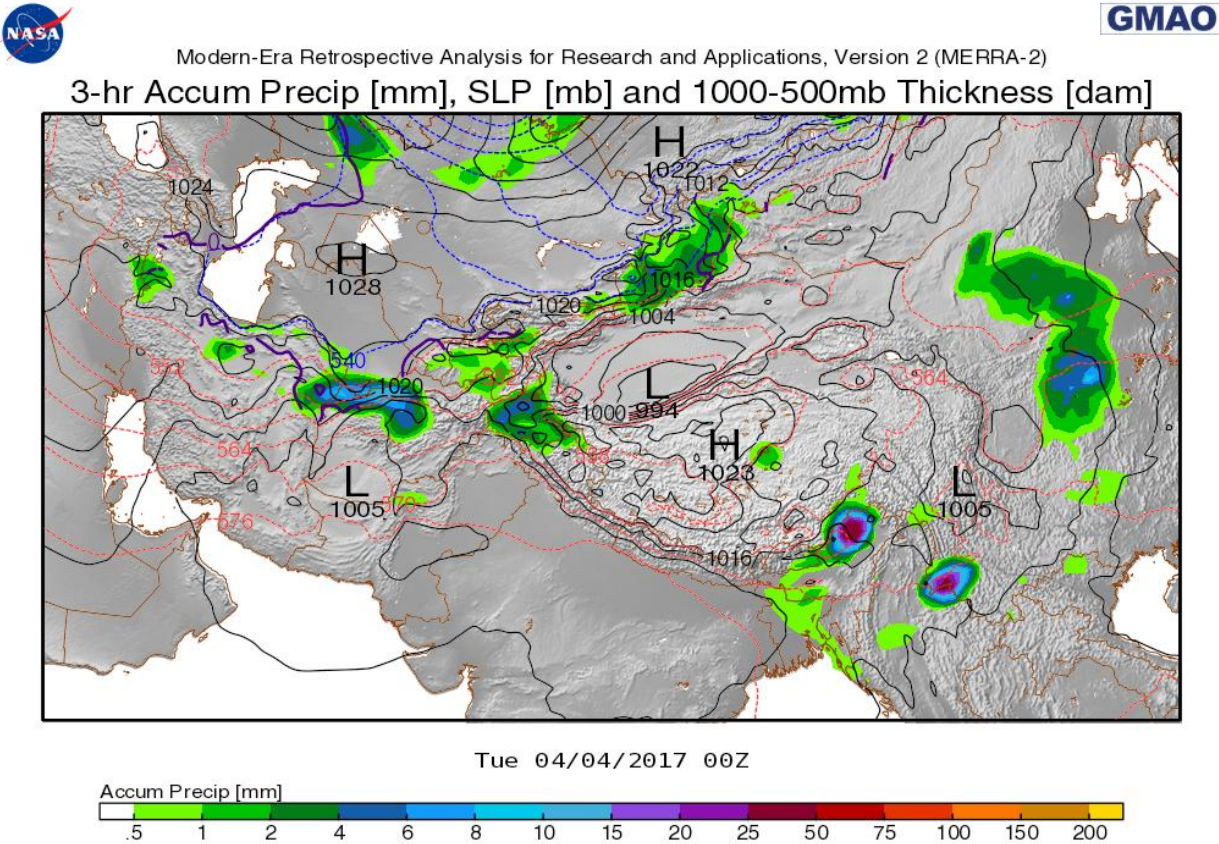 NASA
GMAO
Modern-Era Retrospective Analysis for Research and Applications, Version 2 (MERRA-2)
3-hr Accum Precip [mm], SLP [mb] and 1000-500mb Thickness [dam]
H
1022
1012
1024
H
1028
1016
1020
1004
540
552
1020
564
L
994
1000
H
1023
564
L
1005
570
576
L
1005
1016
Tue 04/04/2017 00Z
Accum Precip [mm]
.5 1 2 4 6 8 10 15 20 25 50 75 100 150 200